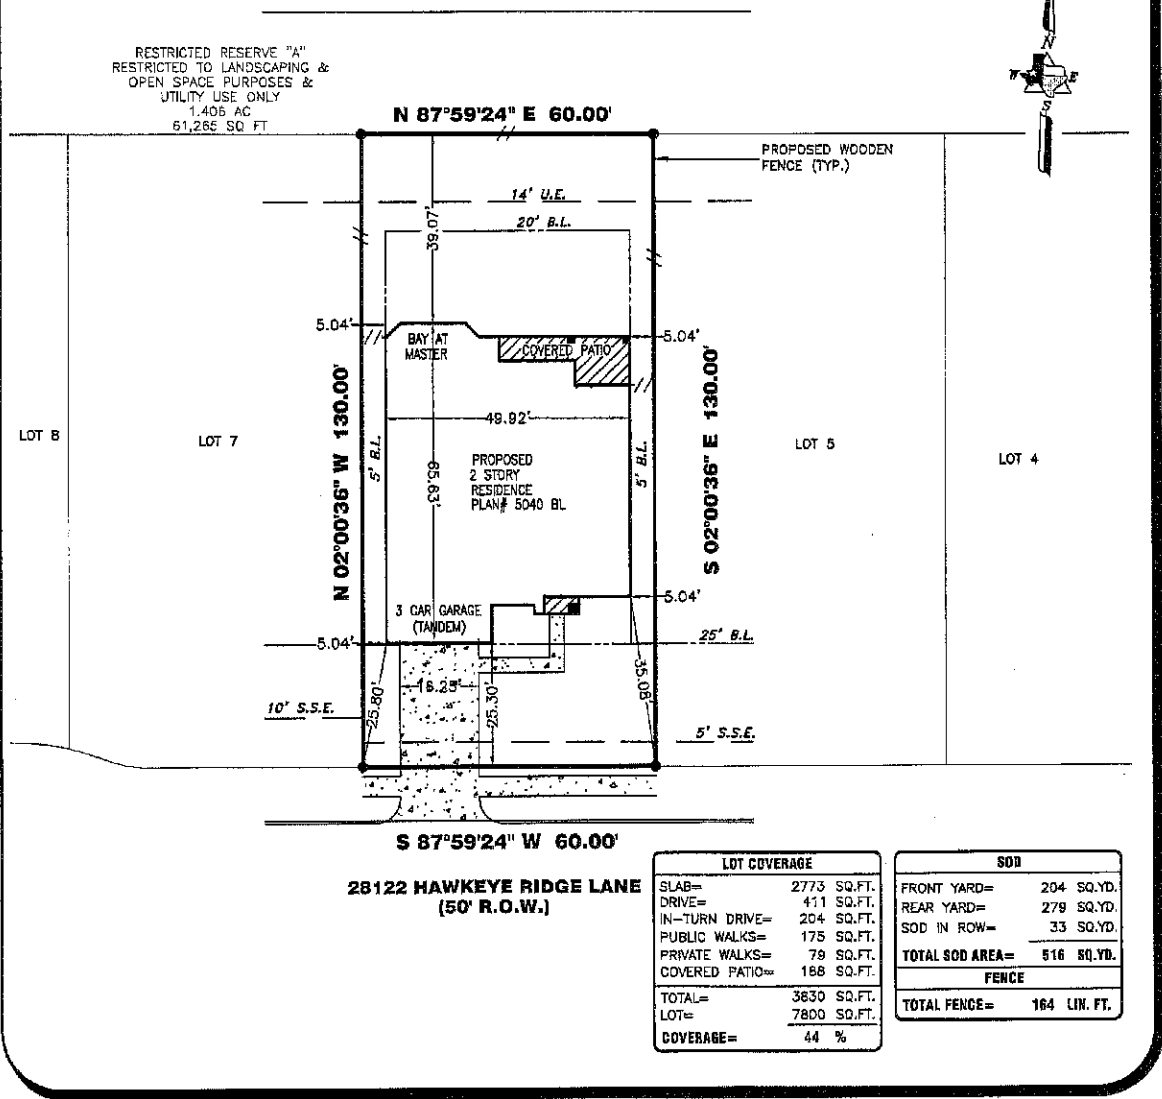 RESTRICTED RESERVE "A"
RESTRICTED TO LANDSCAPING &
OPEN SPACE PURPOSES &
UTILITY USE ONLY
1.406 AC
61,265 SQ FT
N
W
E
S
N 87°59'24" E 60.00'
PROPOSED WOODEN
FENCE (TYP.)
14' U.E.
20' B.L.
39.07'
5.04'
BAY AT
MASTER
COVERED PATIO
5.04'
N 02°00'36" W 130.00'
S 02°00'36" E 130.00'
49.92'
LOT 8
LOT 7
5' B.L.
65.63'
PROPOSED
2 STORY
RESIDENCE
PLAN# 5040 BL
5' B.L.
LOT 5
LOT 4
5.04'
3 CAR GARAGE
(TANDEM)
5.04'
25' B.L.
25.80'
16.25'
25.30'
35.08'
10' S.S.E.
5' S.S.E.
S 87°59'24" W 60.00'
28122 HAWKEYE RIDGE LANE
(50' R.O.W.)
LOT COVERAGE
SLAB= 2773 SQ.FT.
DRIVE= 411 SQ.FT.
IN-TURN DRIVE= 204 SQ.FT.
PUBLIC WALKS= 175 SQ.FT.
PRIVATE WALKS= 79 SQ.FT.
COVERED PATIO= 188 SQ.FT.
TOTAL= 3830 SQ.FT.
LOT= 7800 SQ.FT.
COVERAGE= 44 %
SOD
FRONT YARD= 204 SQ.YD.
REAR YARD= 279 SQ.YD.
SOD IN ROW= 33 SQ.YD.
TOTAL SOD AREA= 516 SQ.YD.
FENCE
TOTAL FENCE= 164 LIN. FT.